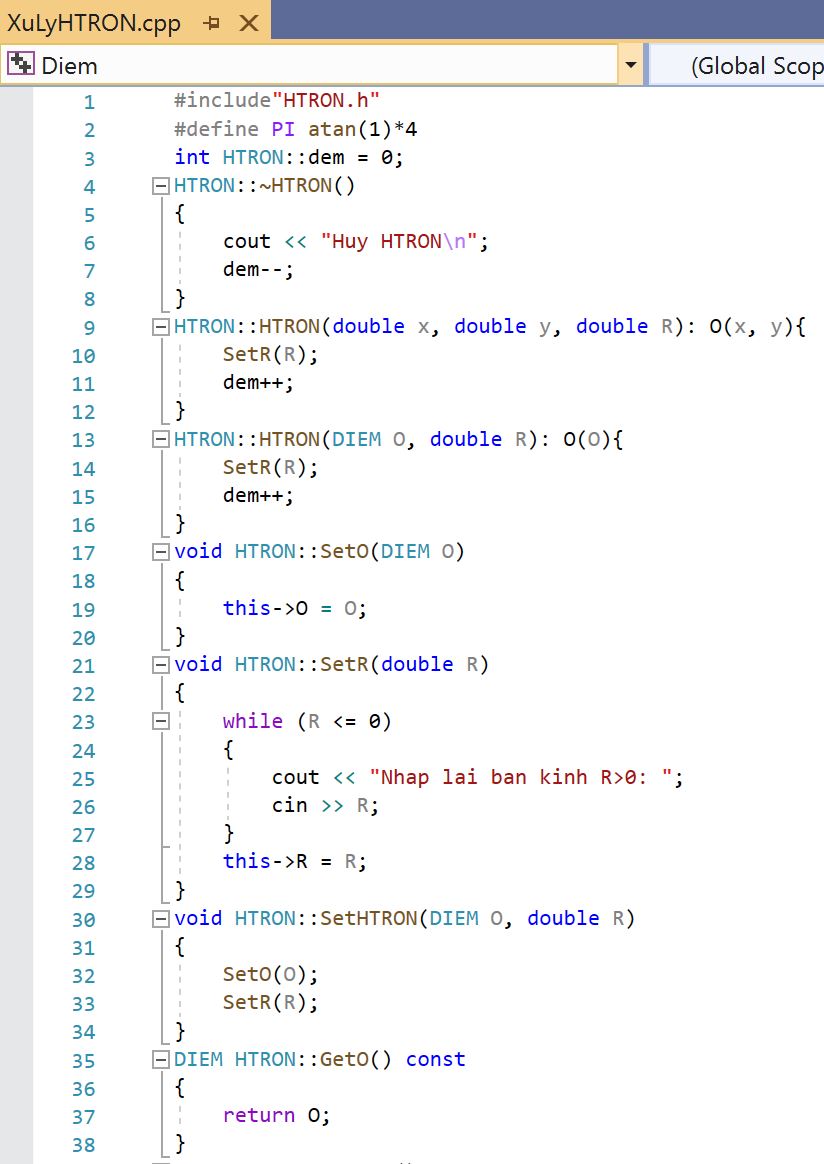 XuLyHTRON.cpp
Diem
(Global Scop
1 #include"HTRON.h"
2 #define PI atan(1)*4
3 int HTRON::dem = 0;
4 HTRON::~HTRON()
5 {
6 cout << "Huy HTRON\n";
7 dem--;
8 }
9 HTRON::HTRON(double x, double y, double R): O(x, y){
10 SetR(R);
11 dem++;
12 }
13 HTRON::HTRON(DIEM O, double R): O(O){
14 SetR(R);
15 dem++;
16 }
17 void HTRON::SetO(DIEM O)
18 {
19 this->O = O;
20 }
21 void HTRON::SetR(double R)
22 {
23 while (R <= 0)
24 {
25 cout << "Nhap lai ban kinh R>0: ";
26 cin >> R;
27 }
28 this->R = R;
29 }
30 void HTRON::SetHTRON(DIEM O, double R)
31 {
32 SetO(O);
33 SetR(R);
34 }
35 DIEM HTRON::GetO() const
36 {
37 return O;
38 }